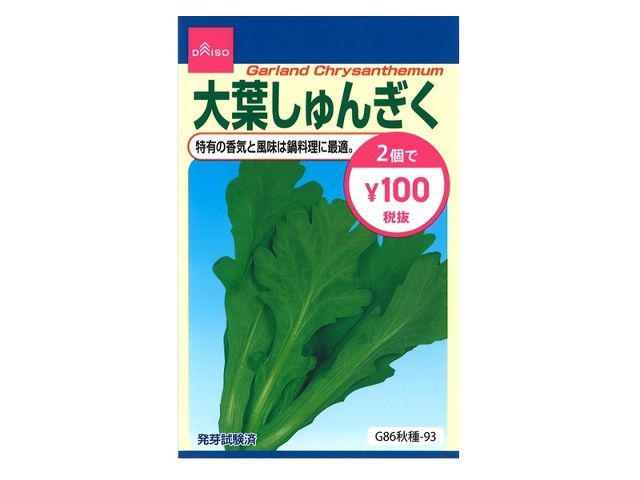 DAISO
Garland Chrysanthemum
大葉しゅんぎく
特有の香気と風味は鍋料理に最適。
2個で
¥100
税抜
発芽試験済
G86秋種-93